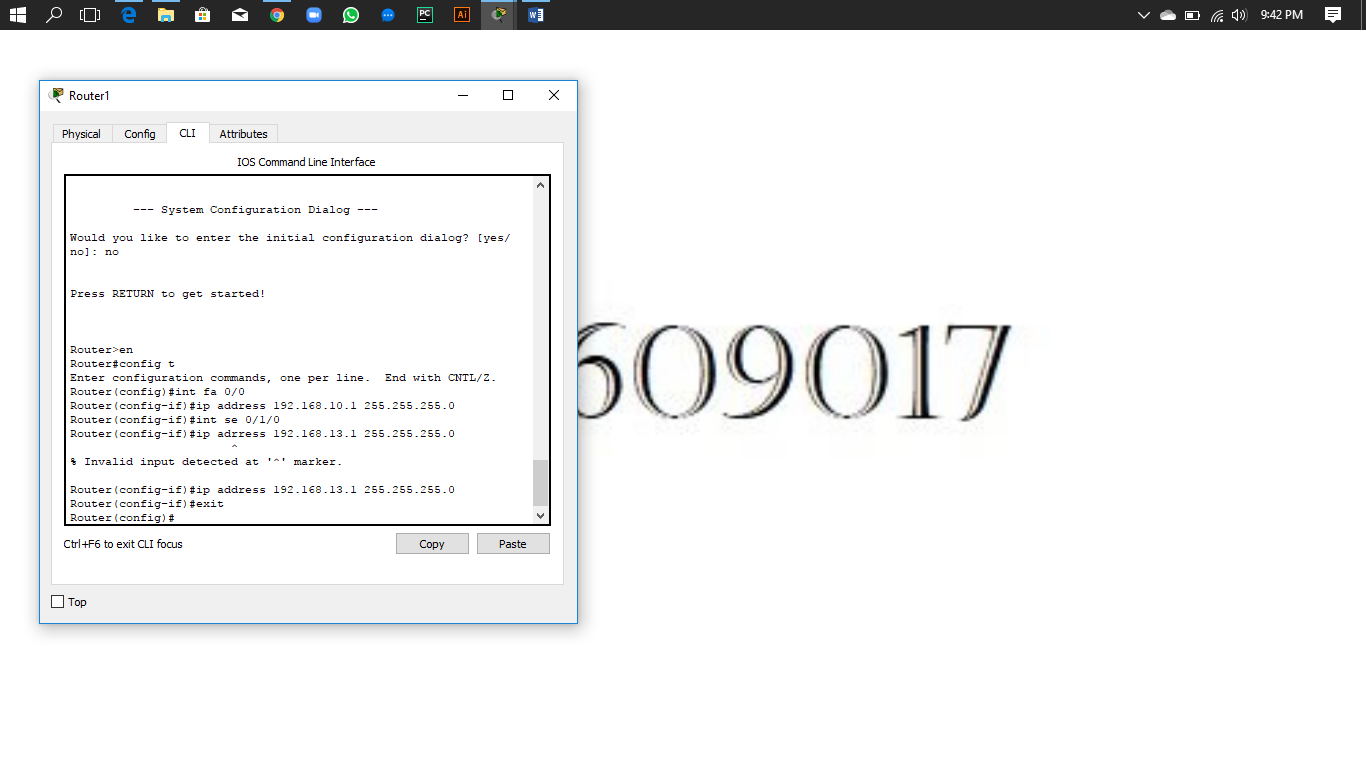 PC
Ai
W
9:42 PM
Router1
Physical Config CLI Attributes
IOS Command Line Interface
--- System Configuration Dialog ---
Would you like to enter the initial configuration dialog? [yes/
no]: no
Press RETURN to get started!
Router>en
Router#config t
Enter configuration commands, one per line.  End with CNTL/Z.
Router(config)#int fa 0/0
Router(config-if)#ip address 192.168.10.1 255.255.255.0
Router(config-if)#int se 0/1/0
Router(config-if)#ip adrress 192.168.13.1 255.255.255.0
^
% Invalid input detected at '^' marker.
Router(config-if)#ip address 192.168.13.1 255.255.255.0
Router(config-if)#exit
Router(config)#
Ctrl+F6 to exit CLI focus
Copy Paste
Top
609017